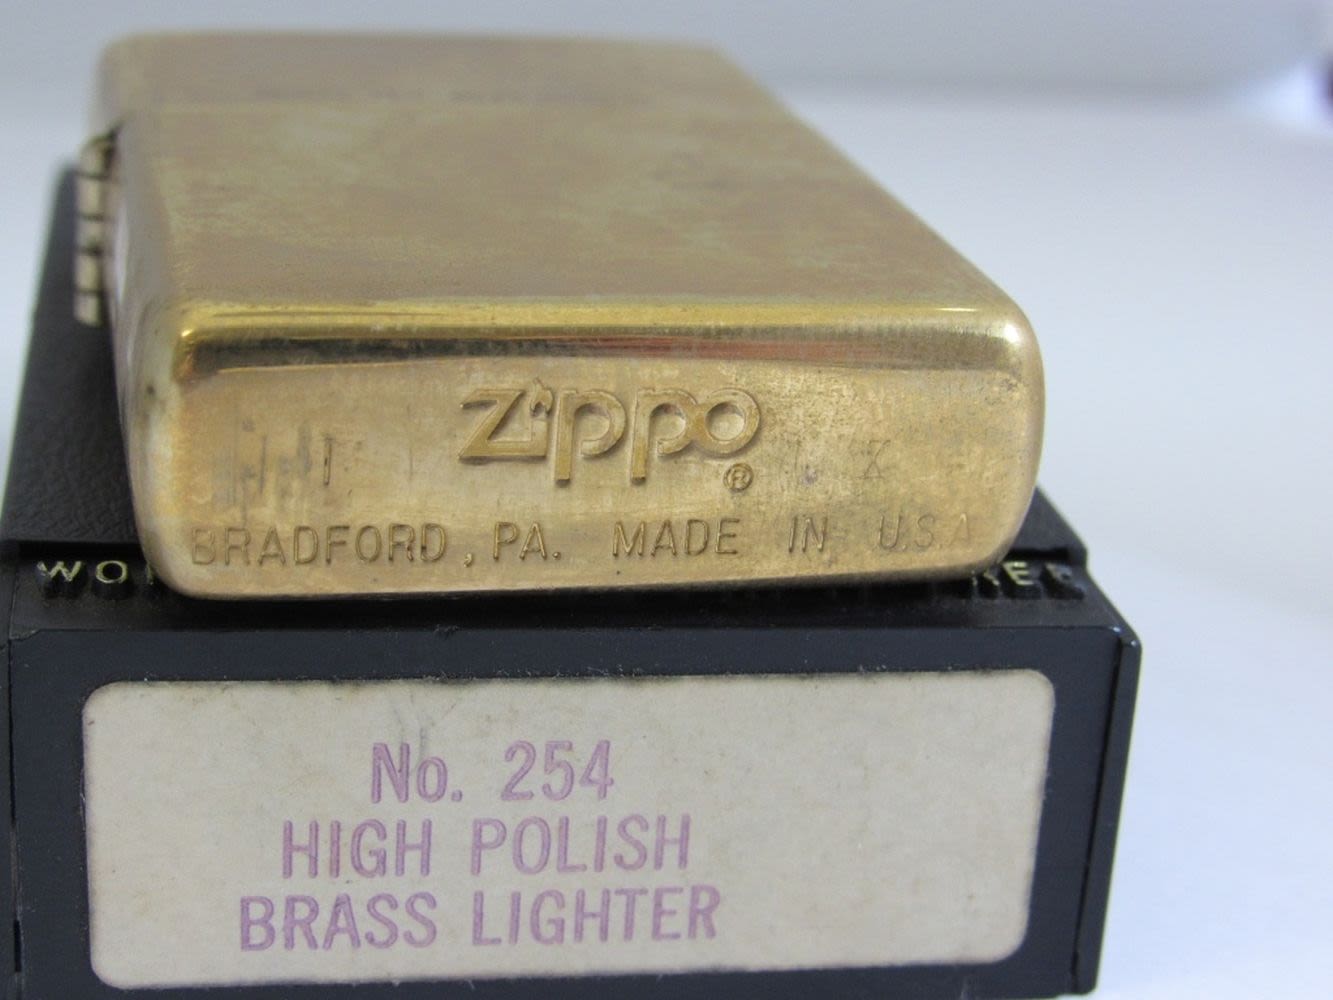 Zippo ®
I X
BRADFORD, PA. MADE IN U.S.A
No. 254
HIGH POLISH
BRASS LIGHTER